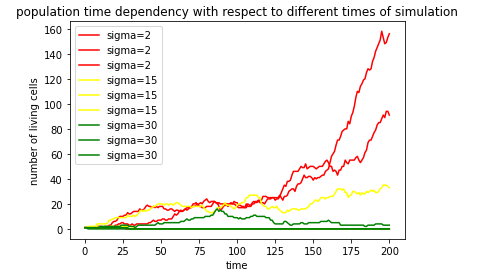 population time dependency with respect to different times of simulation
160
140
120
100
80
60
40
20
0
number of living cells
sigma=2
sigma=2
sigma=2
sigma=15
sigma=15
sigma=15
sigma=30
sigma=30
sigma=30
0 25 50 75 100 125 150 175 200
time